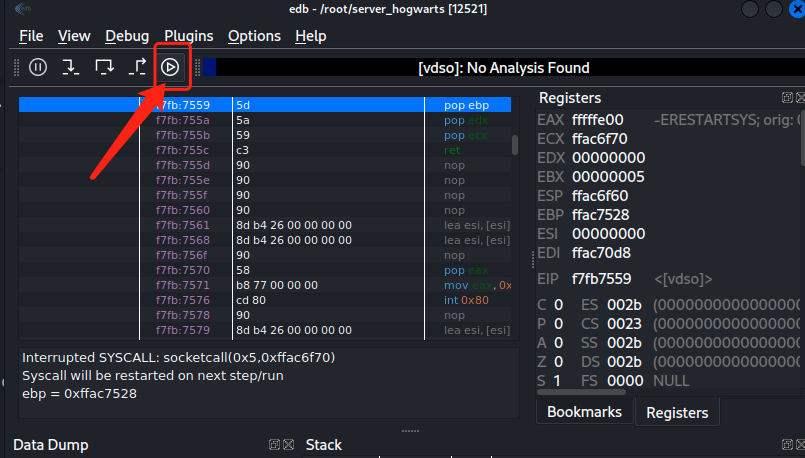 edb - /root/server_hogwarts [12521]
File View Debug Plugins Options Help
[vdso]: No Analysis Found
f7fb:7559 5d pop ebp
f7fb:755a 5a pop edx
f7fb:755b 59 pop ecx
f7fb:755c c3 ret
f7fb:755d 90 nop
f7fb:755e 90 nop
f7fb:755f 90 nop
f7fb:7560 90 nop
f7fb:7561 8d b4 26 00 00 00 00 lea esi, [esi]
f7fb:7568 8d b4 26 00 00 00 00 lea esi, [esi]
f7fb:756f 90 nop
f7fb:7570 58 pop eax
f7fb:7571 b8 77 00 00 00 mov eax, 0x
f7fb:7576 cd 80 int 0x80
f7fb:7578 90 nop
f7fb:7579 8d b4 26 00 00 00 00 lea esi, [esi]
Interrupted SYSCALL: socketcall(0x5,0xffac6f70)
Syscall will be restarted on next step/run
ebp = 0xffac7528
Registers
EAX fffffe00 -ERESTARTSYS; orig:
ECX ffac6f70
EDX 00000000
EBX 00000005
ESP ffac6f60
EBP ffac7528
ESI 00000000
EDI ffac70d8
EIP f7fb7559 <[vdso]>
C 0 ES 002b (0000000000000000
P 0 CS 0023 (0000000000000000
A 0 SS 002b (0000000000000000
Z 0 DS 002b (0000000000000000
S 1 FS 0000 NULL
Bookmarks Registers
Data Dump Stack